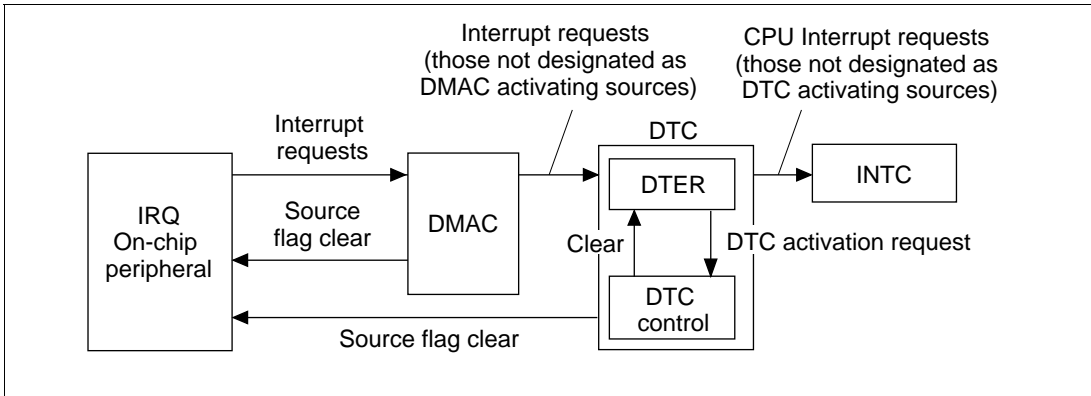 Interrupt requests
(those not designated as
DMAC activating sources)
CPU Interrupt requests
(those not designated as
DTC activating sources)
Interrupt
requests
DTC
IRQ
On-chip
peripheral
Source
flag clear
DMAC
DTER
INTC
Clear
DTC activation request
DTC
control
Source flag clear